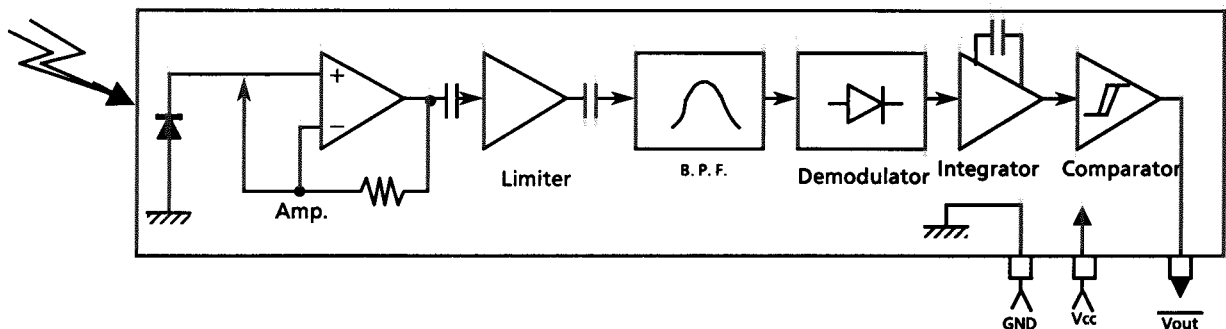 +
−
Amp.
Limiter
B. P. F.
Demodulator
Integrator
Comparator
GND
Vcc
Vout